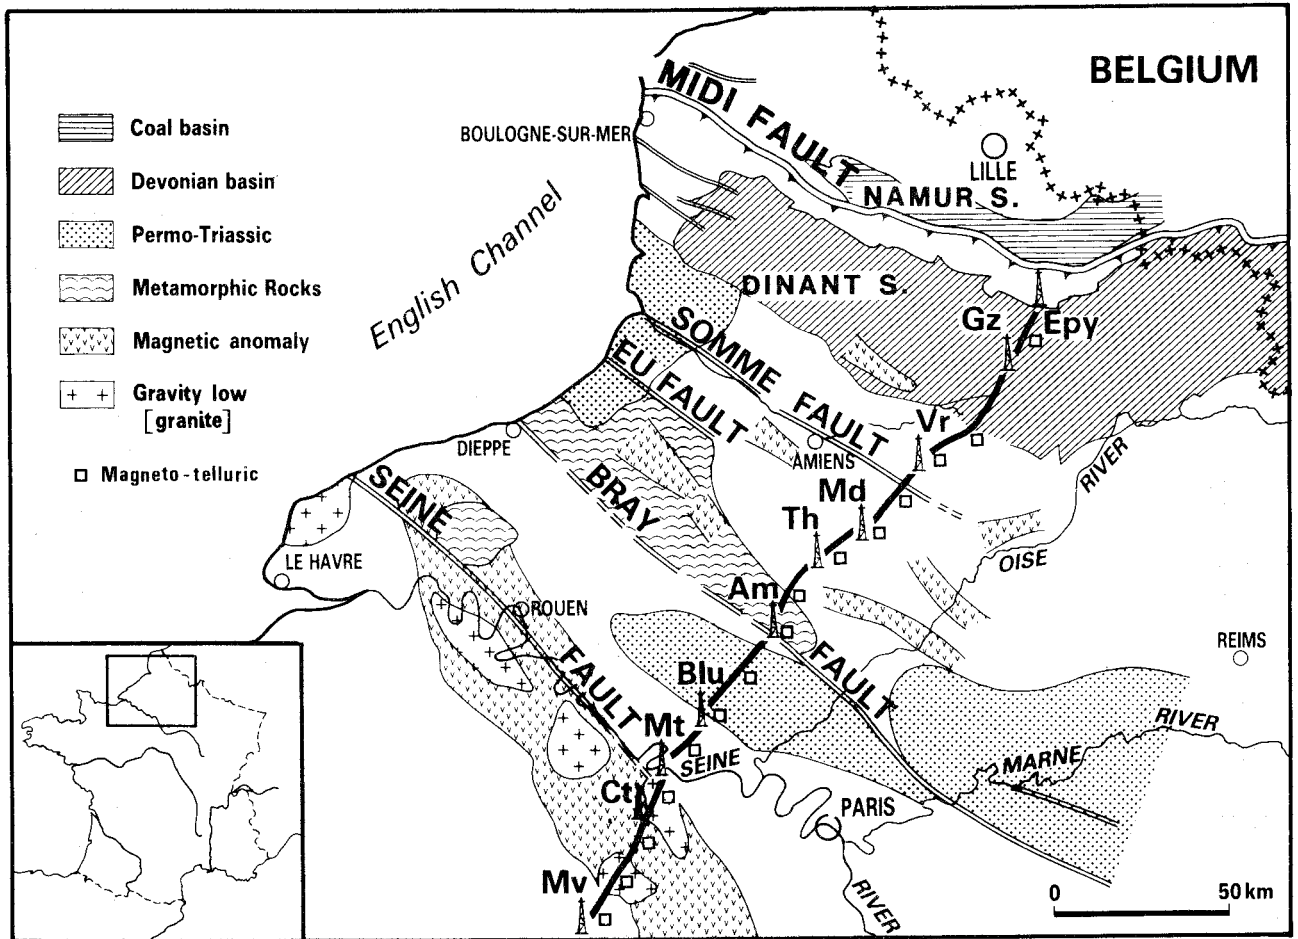 BELGIUM
MIDI FAULT
BOULOGNE-SUR-MER
LILLE
NAMUR S.
Coal basin
Devonian basin
Permo-Triassic
Metamorphic Rocks
Magnetic anomaly
Gravity low
[granite]
Magneto-telluric
English Channel
DINANT S.
Gz
Epy
SOMME FAULT
EU FAULT
Vr
AMIENS
DIEPPE
BRAY FAULT
SEINE FAULT
Md
Th
OISE RIVER
LE HAVRE
Am
ROUEN
REIMS
Blu
Mt
SEINE RIVER
MARNE RIVER
Ct
PARIS
Mv
0 50 km